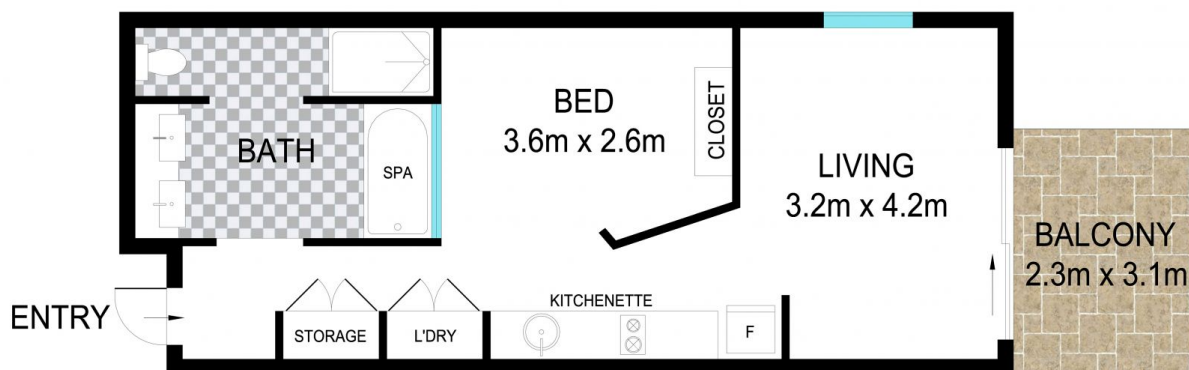 BED
3.6m x 2.6m
CLOSET
BATH
SPA
LIVING
3.2m x 4.2m
BALCONY
2.3m x 3.1m
ENTRY
STORAGE
L'DRY
KITCHENETTE
F